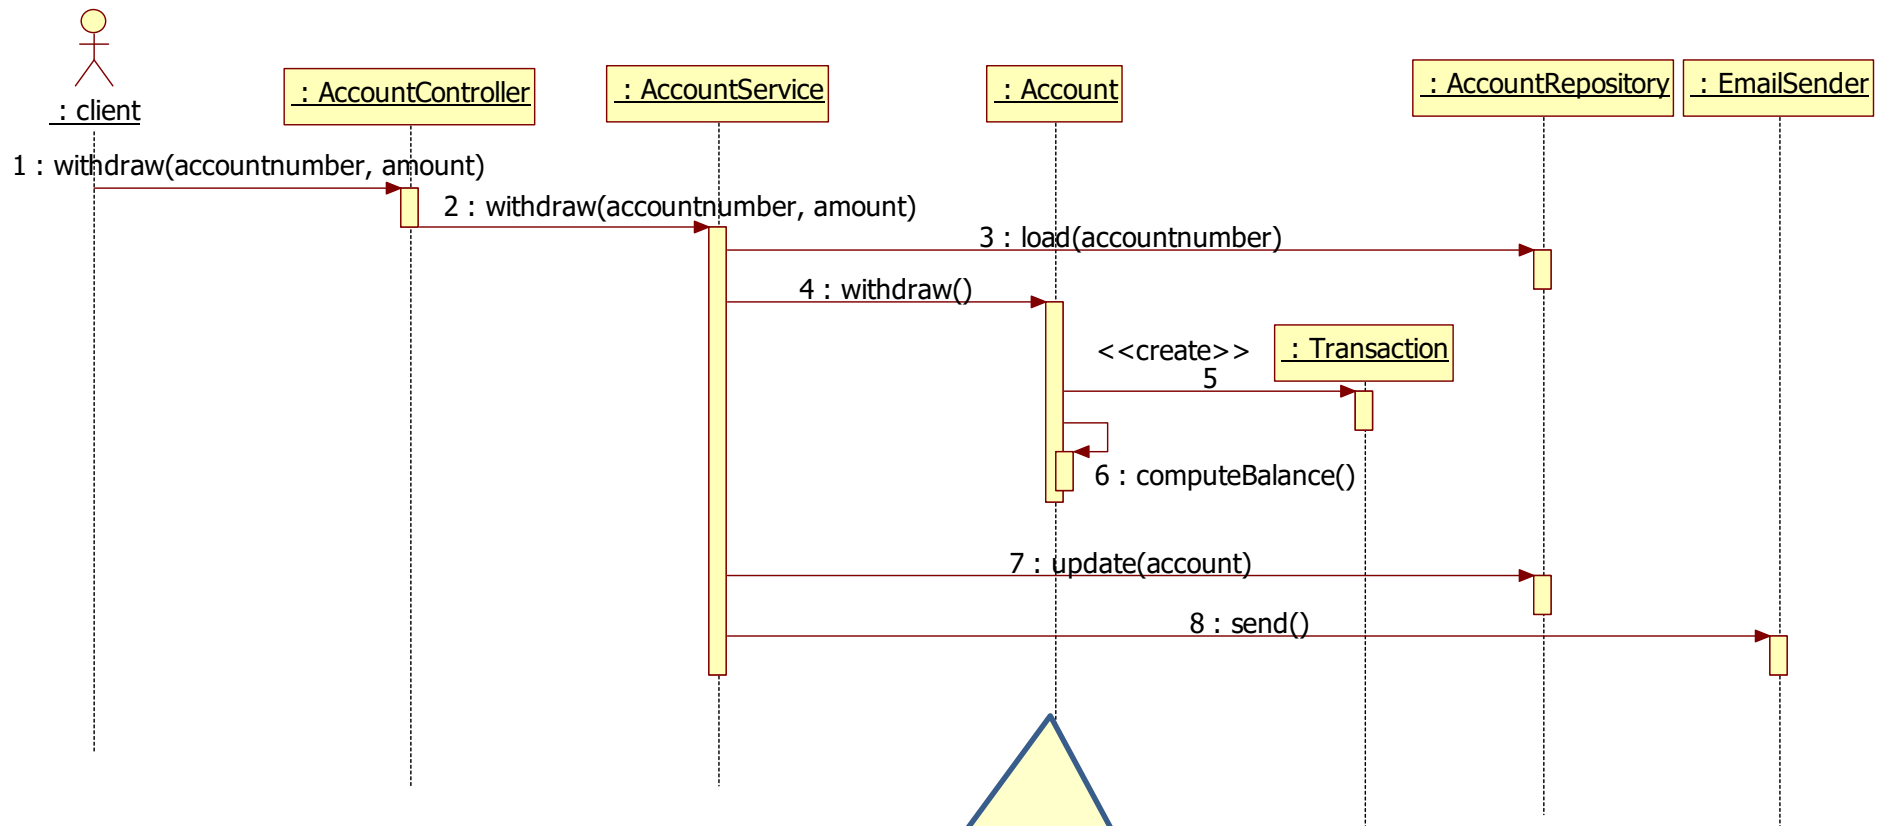 : client
: AccountController
: AccountService
: Account
: AccountRepository
: EmailSender
1 : withdraw(accountnumber, amount)
2 : withdraw(accountnumber, amount)
3 : load(accountnumber)
4 : withdraw()
<<create>>
5
: Transaction
6 : computeBalance()
7 : update(account)
8 : send()